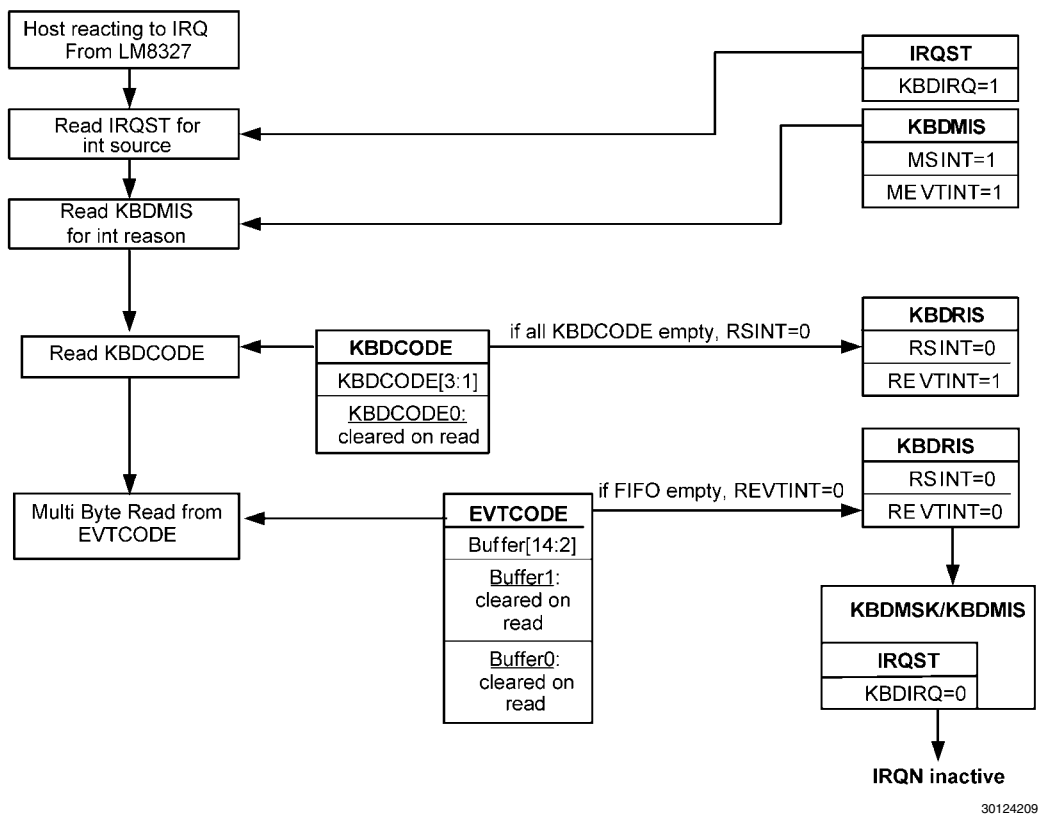 Host reacting to IRQ
From LM8327
Read IRQST for
int source
Read KBDMIS
for int reason
Read KBDCODE
Multi Byte Read from
EVTCODE
KBDCODE
KBDCODE[3:1]
KBDCODE0:
cleared on read
EVTCODE
Buffer[14:2]
Buffer1:
cleared on
read
Buffer0:
cleared on
read
if all KBDCODE empty, RSINT=0
if FIFO empty, REVTINT=0
IRQST
KBDIRQ=1
KBDMIS
MSINT=1
MEVTINT=1
KBDRIS
RSINT=0
REVTINT=1
KBDRIS
RSINT=0
REVTINT=0
KBDMSK/KBDMIS
IRQST
KBDIRQ=0
IRQN inactive
30124209